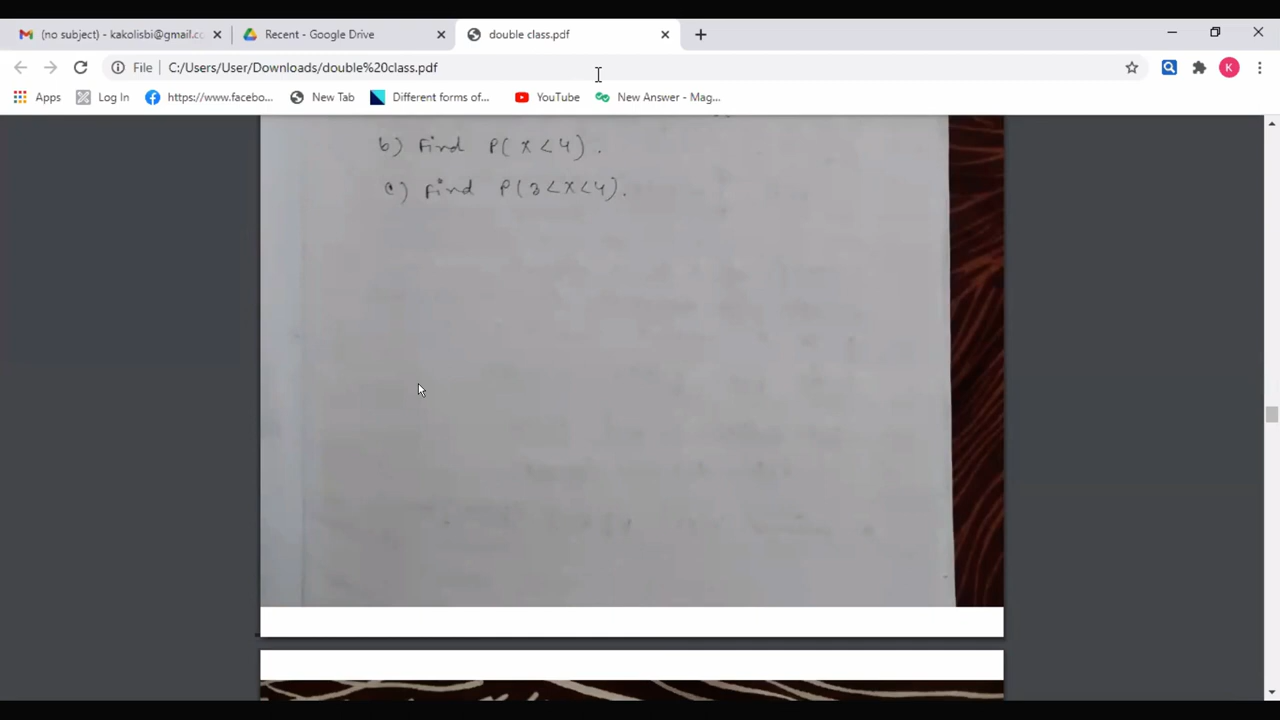 (no subject) - kakolisbi@gmail.cc
Recent - Google Drive
double class.pdf
File
C:/Users/User/Downloads/double%20class.pdf
K
Apps
Log In
https://www.facebo...
New Tab
Different forms of...
YouTube
New Answer - Mag...
b) Find P(x<4).
c) Find P(3<x<4).